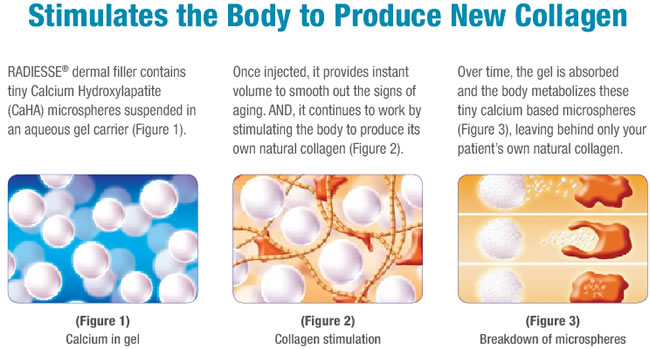 Stimulates the Body to Produce New Collagen
RADIESSE® dermal filler contains
tiny Calcium Hydroxylapatite
(CaHA) microspheres suspended in
an aqueous gel carrier (Figure 1).
Once injected, it provides instant
volume to smooth out the signs of
aging. AND, it continues to work by
stimulating the body to produce its
own natural collagen (Figure 2).
Over time, the gel is absorbed
and the body metabolizes these
tiny calcium based microspheres
(Figure 3), leaving behind only your
patient's own natural collagen.
(Figure 1)
Calcium in gel
(Figure 2)
Collagen stimulation
(Figure 3)
Breakdown of microspheres